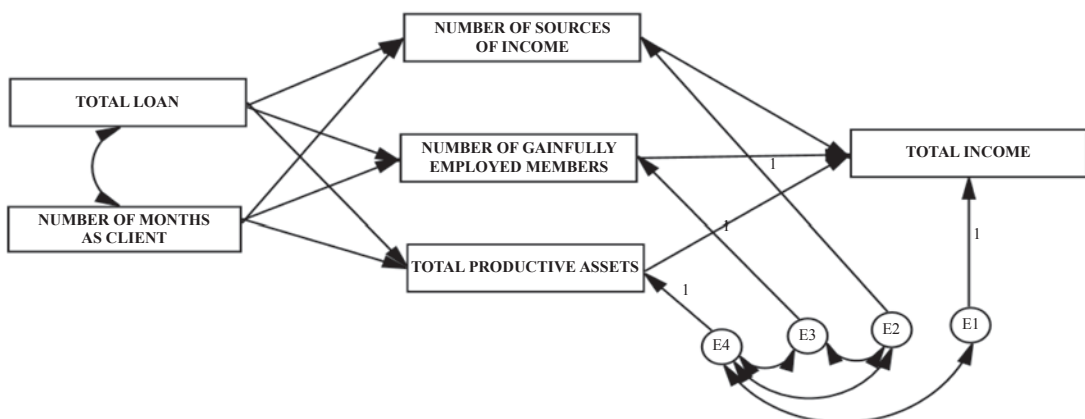 NUMBER OF SOURCES
OF INCOME
TOTAL LOAN
NUMBER OF GAINFULLY
EMPLOYED MEMBERS
TOTAL INCOME
1
NUMBER OF MONTHS
AS CLIENT
1
1
TOTAL PRODUCTIVE ASSETS
1
E4
E3
E2
E1